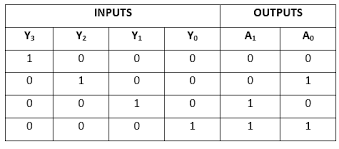 INPUTS OUTPUTS
Y₃ Y₂ Y₁ Y₀ A₁ A₀
1 0 0 0 0 0
0 1 0 0 0 1
0 0 1 0 1 0
0 0 0 1 1 1